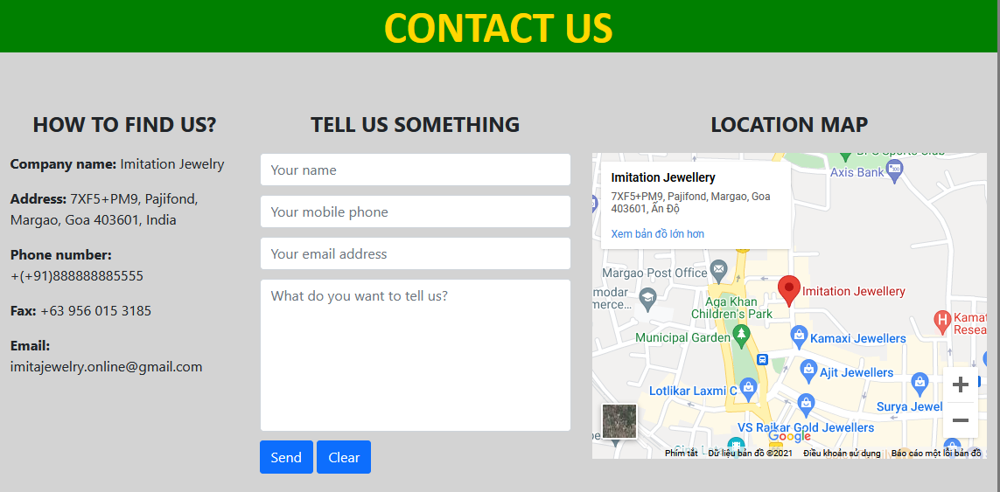 CONTACT US
HOW TO FIND US?
Company name: Imitation Jewelry
Address: 7XF5+PM9, Pajifond,
Margao, Goa 403601, India
Phone number:
+(+91)888888885555
Fax: +63 956 015 3185
Email:
imitajewelry.online@gmail.com
TELL US SOMETHING
Your name
Your mobile phone
Your email address
What do you want to tell us?
Send
Clear
LOCATION MAP
Imitation Jewellery
7XF5+PM9, Pajifond, Margao, Goa
403601, Ấn Độ
Xem bản đồ lớn hơn
Sports Club
Axis Bank
Margao Post Office
modar
merce...
Imitation Jewellery
Aga Khan
Children's Park
H
Kamat
Resea
Municipal Garden
Kamaxi Jewellers
Ajit Jewellers
Lotlikar Laxmi C
Surya Jewel
VS Raikar Gold Jewellers
Google
Phím tắt
Dữ liệu bản đồ ©2021
Điều khoản sử dụng
Báo cáo một lỗi bản đồ